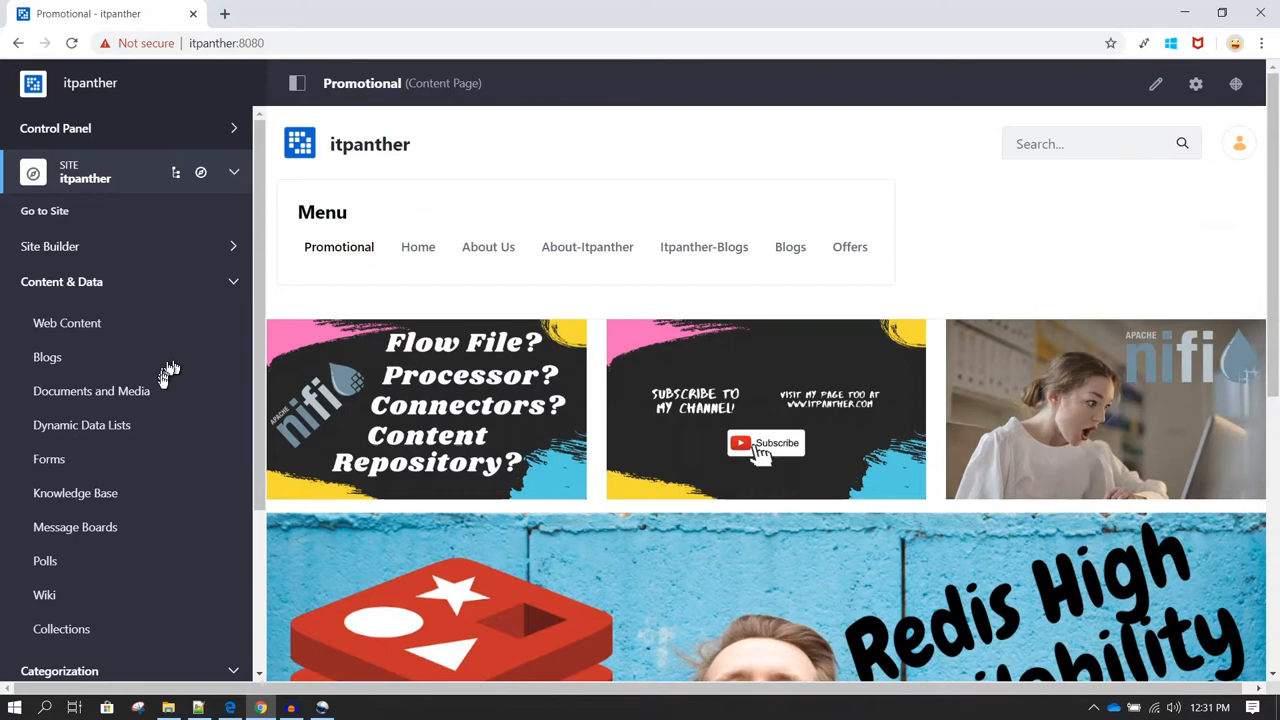 Promotional - itpanther
Not secure
itpanther:8080
itpanther
Promotional (Content Page)
Control Panel
SITE
itpanther
Go to Site
Site Builder
Content & Data
Web Content
Blogs
Documents and Media
Dynamic Data Lists
Forms
Knowledge Base
Message Boards
Polls
Wiki
Collections
Categorization
itpanther
Search...
Menu
Promotional Home About Us About-Itpanther Itpanther-Blogs Blogs Offers
Flow File?
Processor?
Connectors?
Content
Repository?
APACHE
nifi
SUBSCRIBE TO
MY CHANNEL!
VISIT MY PAGE TOO AT
WWW.ITPANTHER.COM
Subscribe
APACHE
nifi
Redis High
12:31 PM